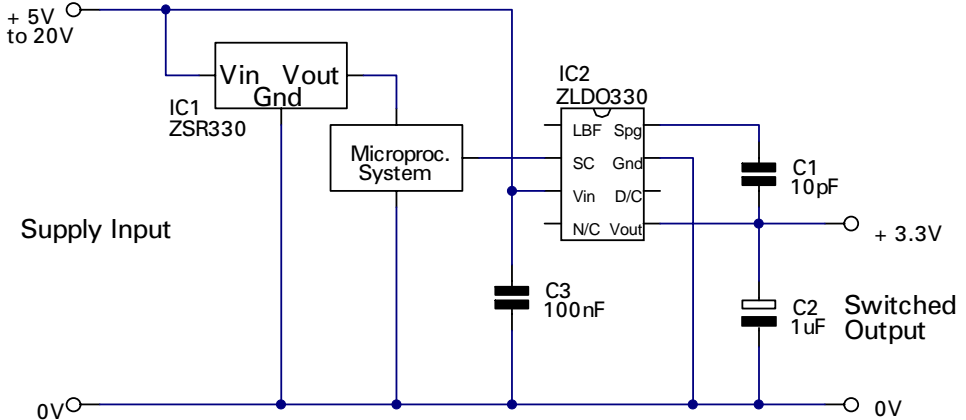 + 5V
to 20V
Vin Vout
Gnd
IC1
ZSR330
Microproc.
System
IC2
ZLDO330
LBF Spg
SC Gnd
Vin D/C
N/C Vout
C1
10pF
Supply Input
+ 3.3V
C3
100nF
C2
1uF
Switched
Output
0V
0V